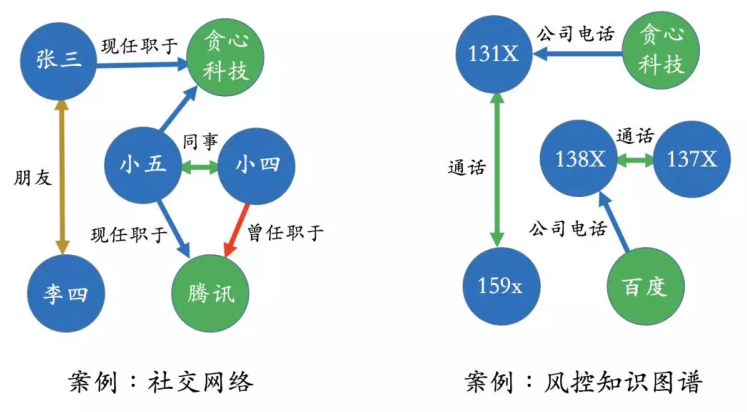 现任职于
张三
贪心
科技
同事
小五
小四
朋友
现任职于
曾任职于
李四
腾讯
案例：社交网络
公司电话
131X
贪心
科技
通话
138X
137X
通话
公司电话
159x
百度
案例：风控知识图谱